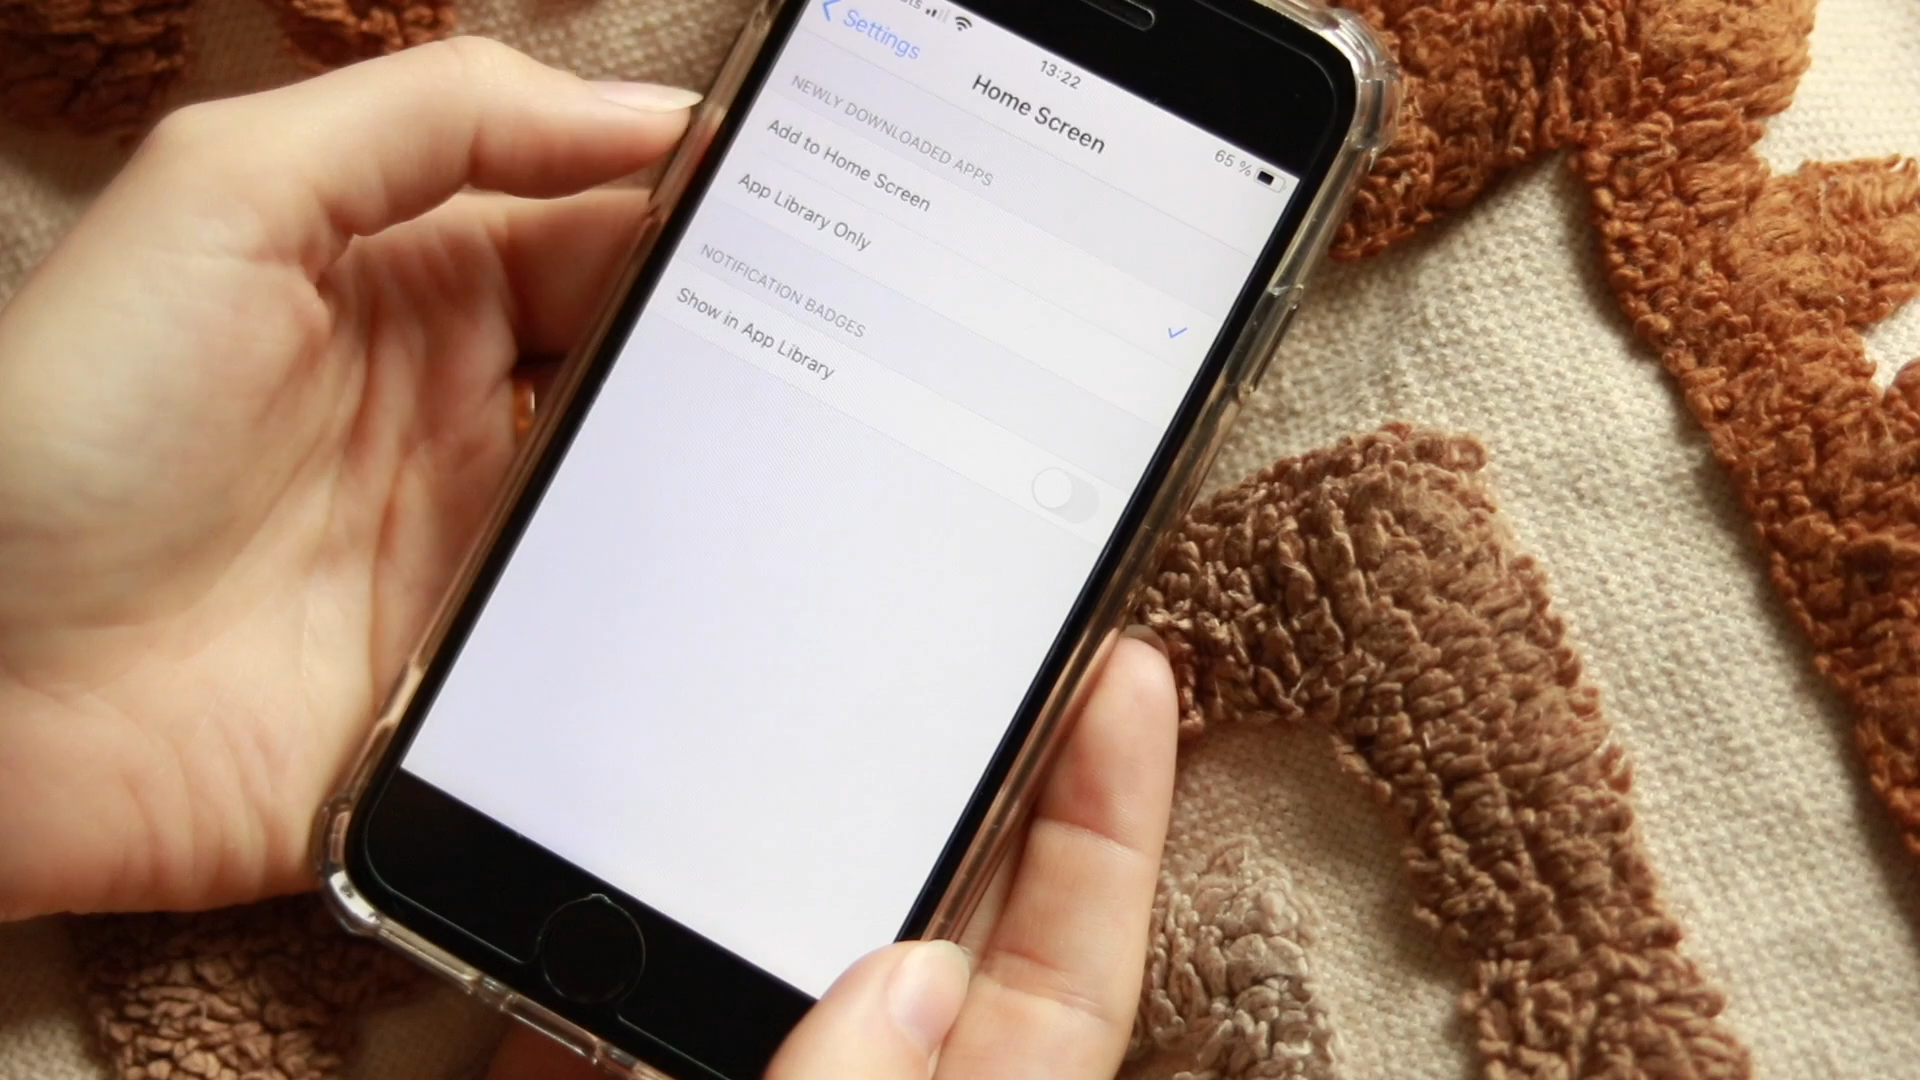 Settings
13:22
65 %
Home Screen
NEWLY DOWNLOADED APPS
Add to Home Screen
App Library Only
NOTIFICATION BADGES
Show in App Library